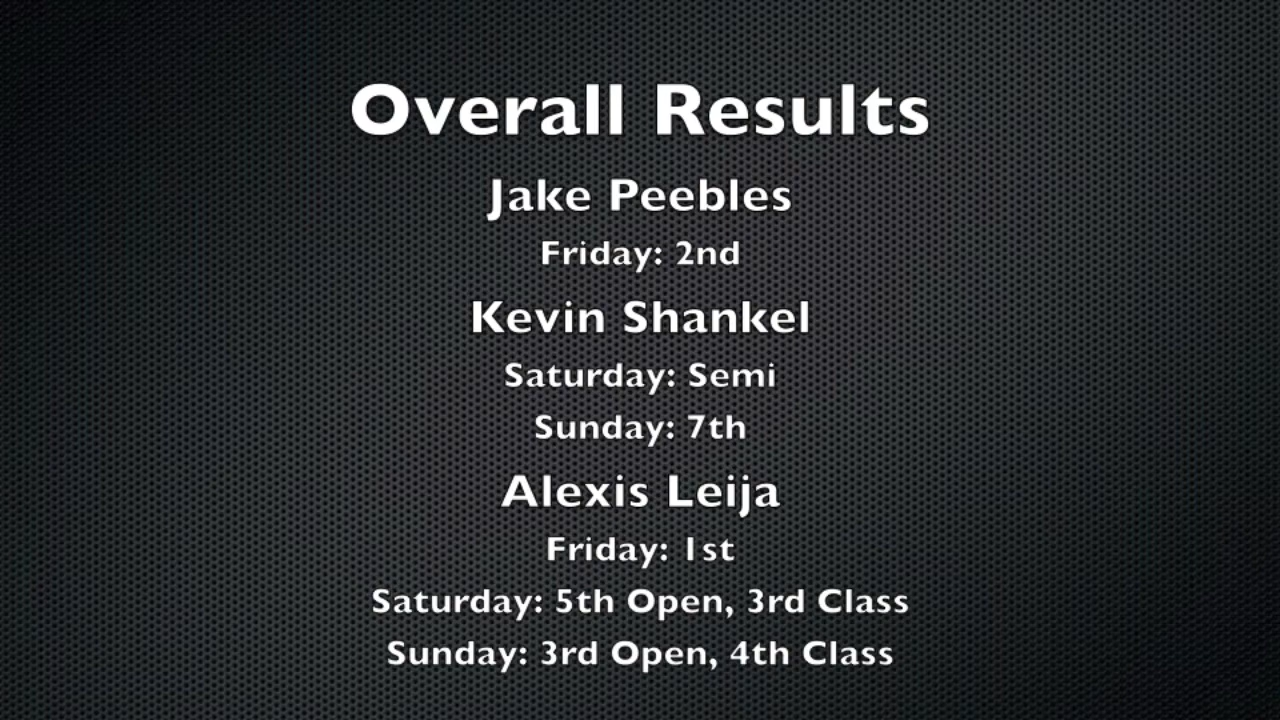 Overall Results
Jake Peebles
Friday: 2nd
Kevin Shankel
Saturday: Semi
Sunday: 7th
Alexis Leija
Friday: 1st
Saturday: 5th Open, 3rd Class
Sunday: 3rd Open, 4th Class